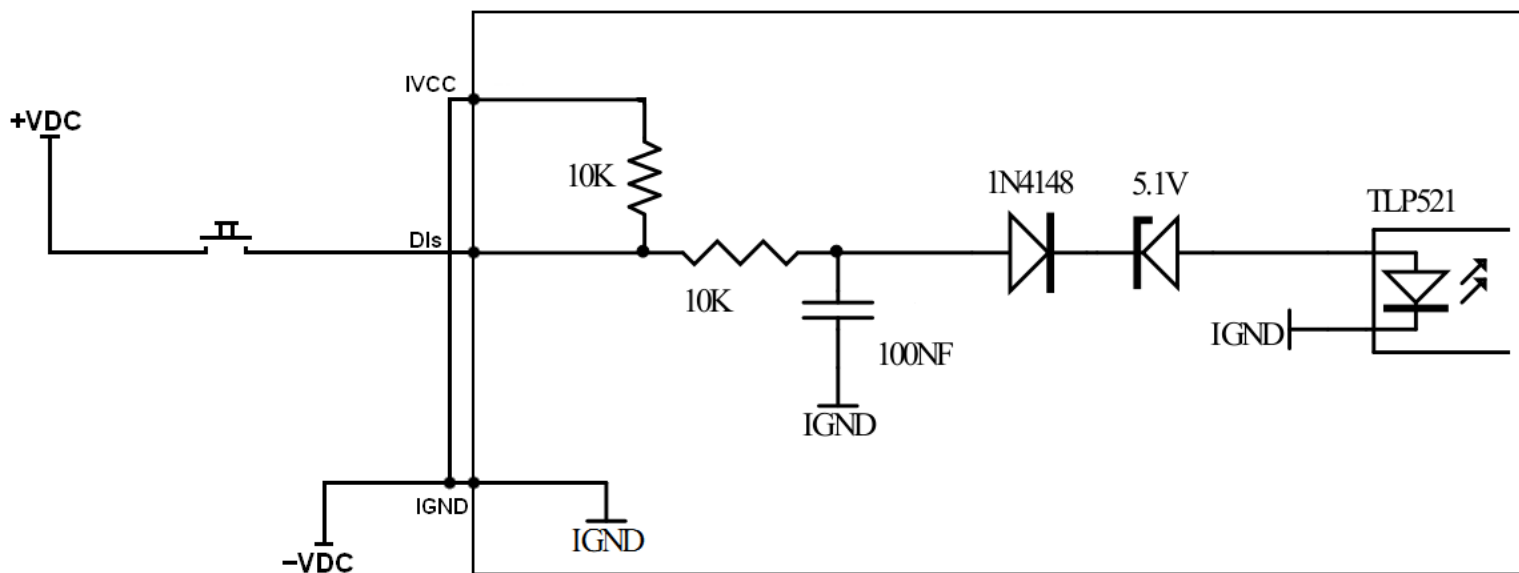 IVCC
+VDC
10K
1N4148
5.1V
TLP521
DIs
10K
100NF
IGND
IGND
IGND
IGND
–VDC